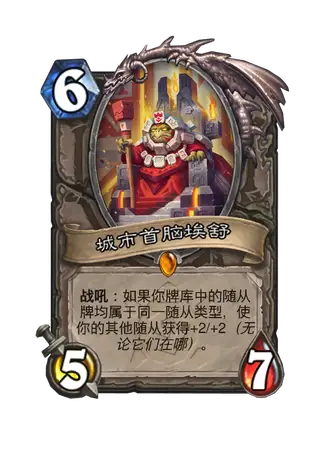 6
城市首脑埃舒
战吼：如果你牌库中的随从
牌均属于同一随从类型，使
你的其他随从获得+2/+2（无
论它们在哪）。
5
7